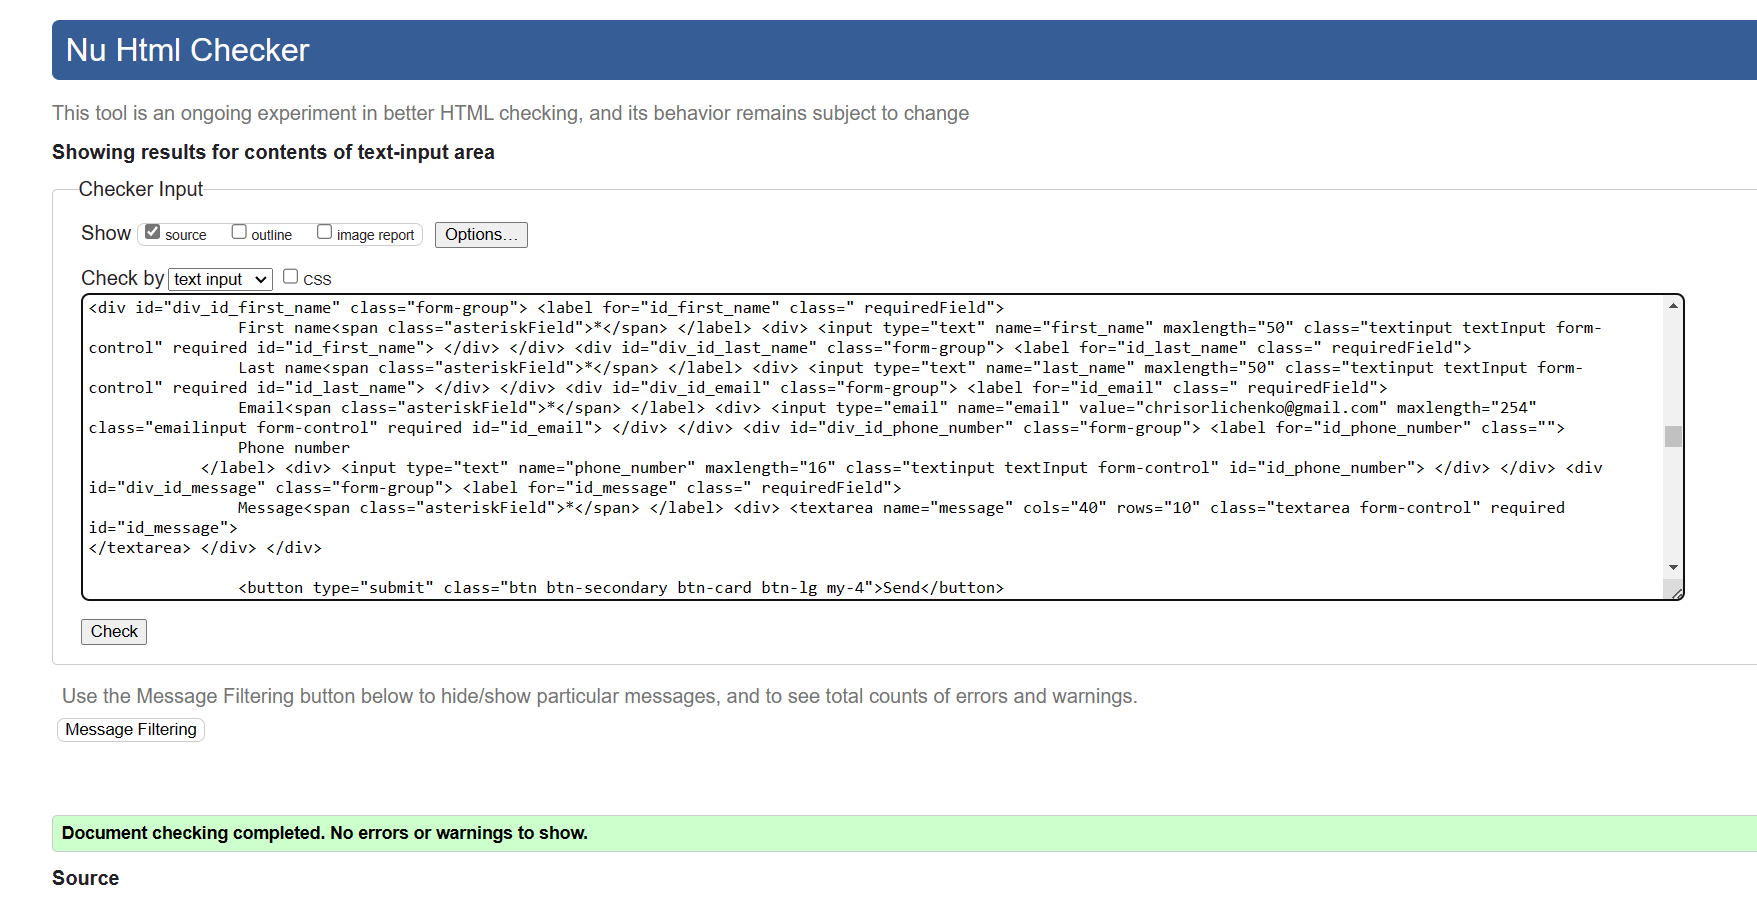 Nu Html Checker
This tool is an ongoing experiment in better HTML checking, and its behavior remains subject to change
Showing results for contents of text-input area
Checker Input
Show source outline image report Options...
Check by text input CSS
<div id="div_id_first_name" class="form-group"> <label for="id_first_name" class=" requiredField">
First name<span class="asteriskField">*</span> </label> <div> <input type="text" name="first_name" maxlength="50" class="textinput textInput form-
control" required id="id_first_name"> </div> </div> <div id="div_id_last_name" class="form-group"> <label for="id_last_name" class=" requiredField">
Last name<span class="asteriskField">*</span> </label> <div> <input type="text" name="last_name" maxlength="50" class="textinput textInput form-
control" required id="id_last_name"> </div> </div> <div id="div_id_email" class="form-group"> <label for="id_email" class=" requiredField">
Email<span class="asteriskField">*</span> </label> <div> <input type="email" name="email" value="chrisorlichenko@gmail.com" maxlength="254"
class="emailinput form-control" required id="id_email"> </div> </div> <div id="div_id_phone_number" class="form-group"> <label for="id_phone_number" class="">
Phone number
</label> <div> <input type="text" name="phone_number" maxlength="16" class="textinput textInput form-control" id="id_phone_number"> </div> </div> <div
id="div_id_message" class="form-group"> <label for="id_message" class=" requiredField">
Message<span class="asteriskField">*</span> </label> <div> <textarea name="message" cols="40" rows="10" class="textarea form-control" required
id="id_message">
</textarea> </div> </div>
<button type="submit" class="btn btn-secondary btn-card btn-lg my-4">Send</button>
Check
Use the Message Filtering button below to hide/show particular messages, and to see total counts of errors and warnings.
Message Filtering
Document checking completed. No errors or warnings to show.
Source